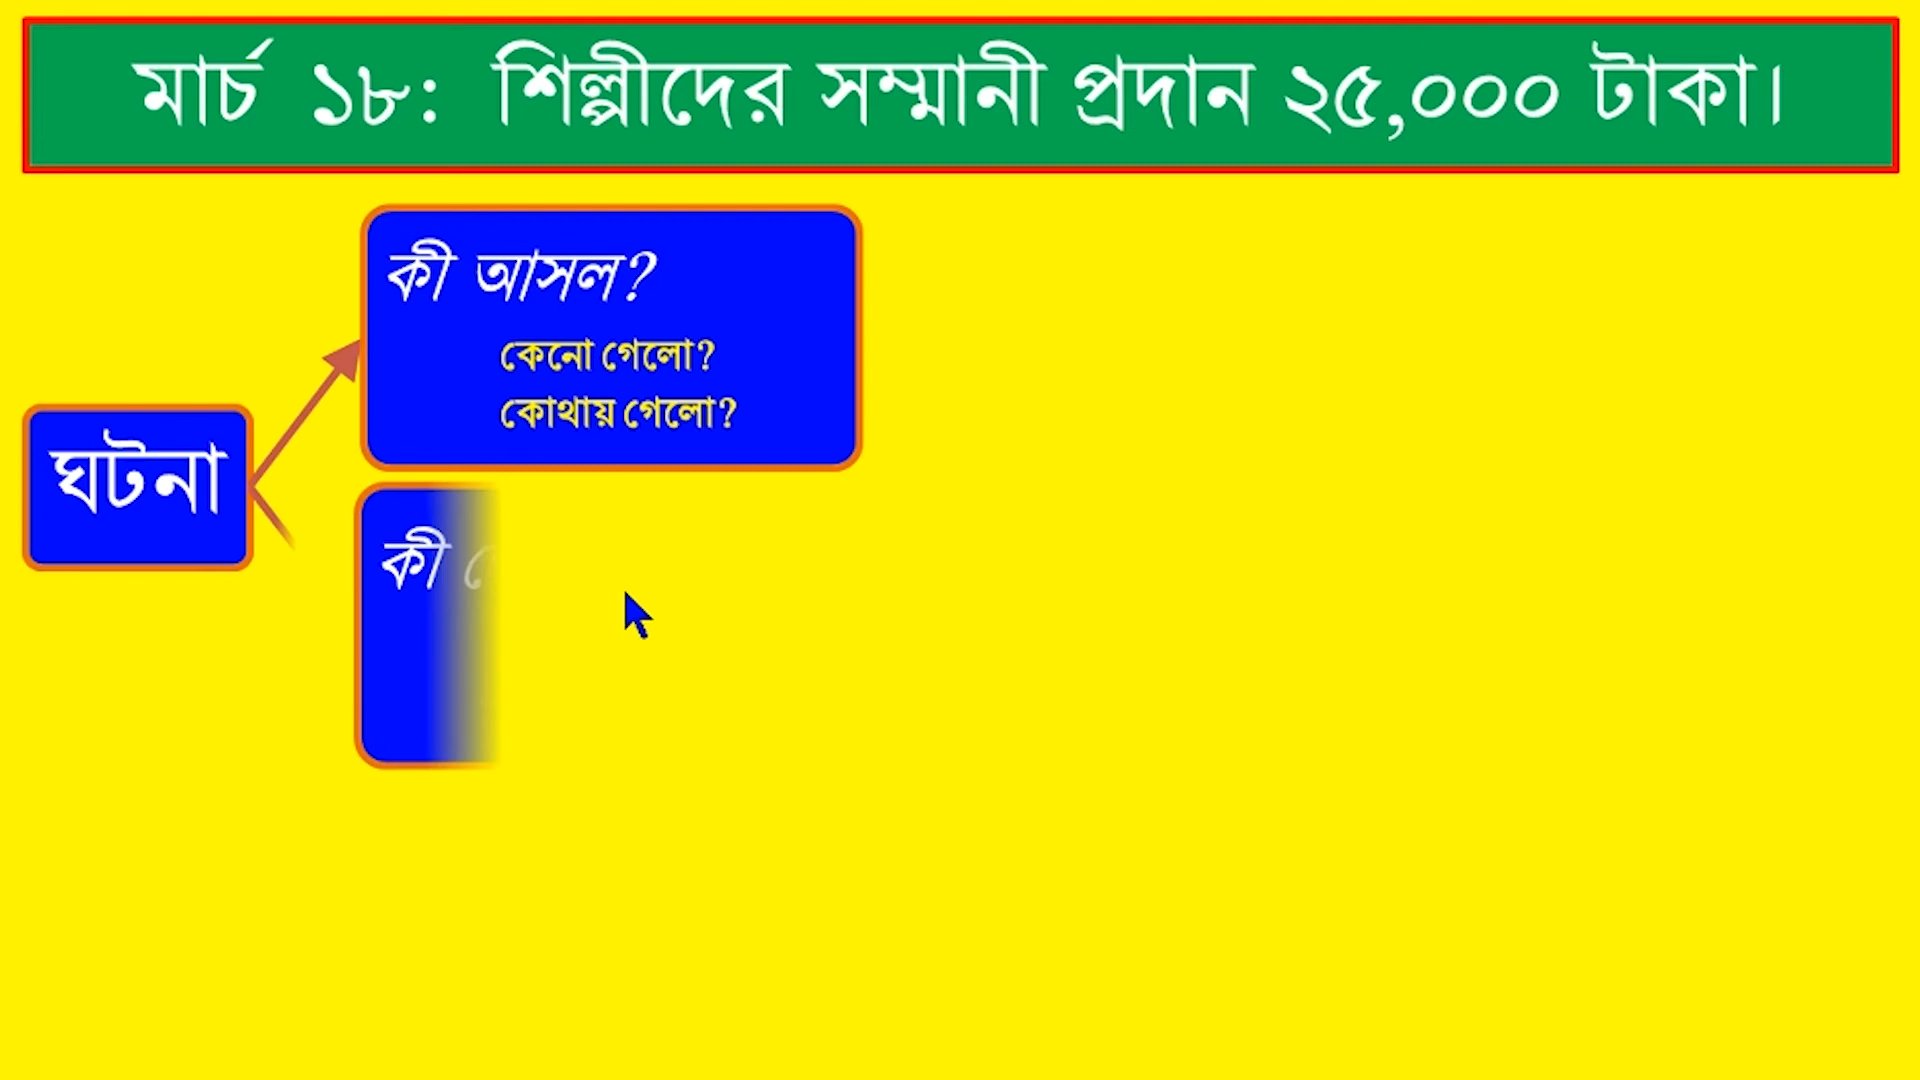 মার্চ ১৮: শিল্পীদের সম্মানী প্রদান ২৫,০০০ টাকা।
কী আসল?
কেনো গেলো?
কোথায় গেলো?
ঘটনা
কী